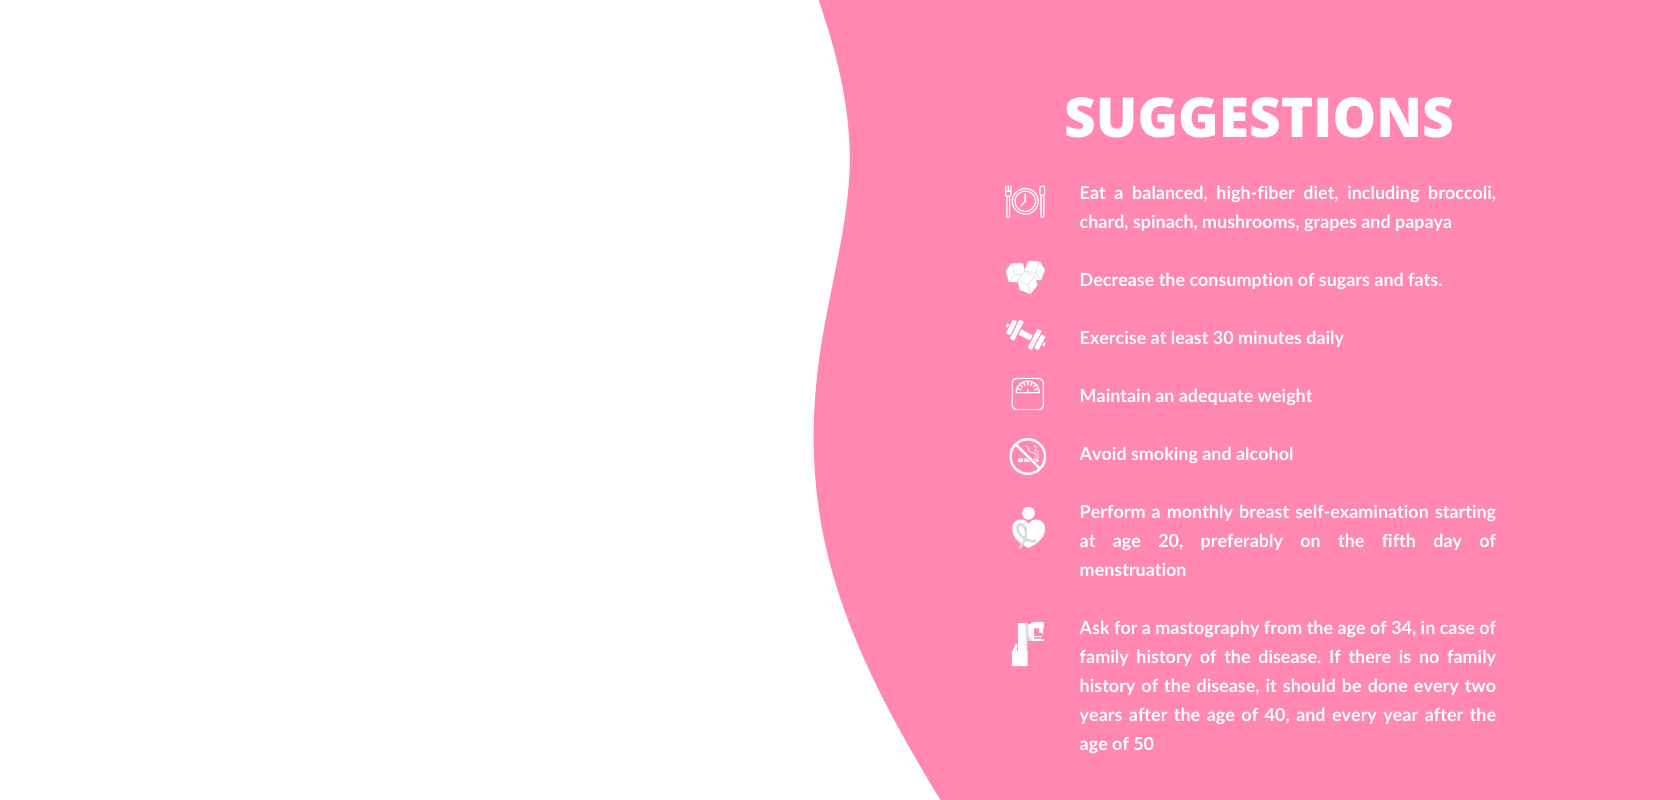 SUGGESTIONS
Eat a balanced, high-fiber diet, including broccoli,
chard, spinach, mushrooms, grapes and papaya
Decrease the consumption of sugars and fats.
Exercise at least 30 minutes daily
Maintain an adequate weight
Avoid smoking and alcohol
Perform a monthly breast self-examination starting
at age 20, preferably on the fifth day of
menstruation
Ask for a mastography from the age of 34, in case of
family history of the disease. If there is no family
history of the disease, it should be done every two
years after the age of 40, and every year after the
age of 50